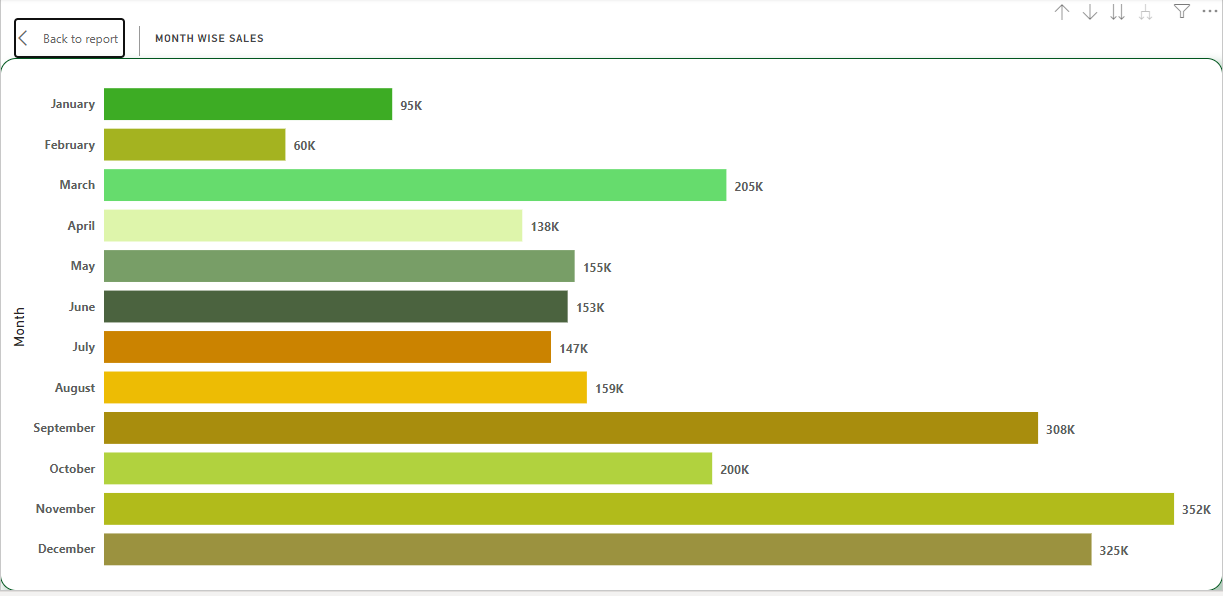 Back to report
MONTH WISE SALES
Month
January 95K
February 60K
March 205K
April 138K
May 155K
June 153K
July 147K
August 159K
September 308K
October 200K
November 352K
December 325K